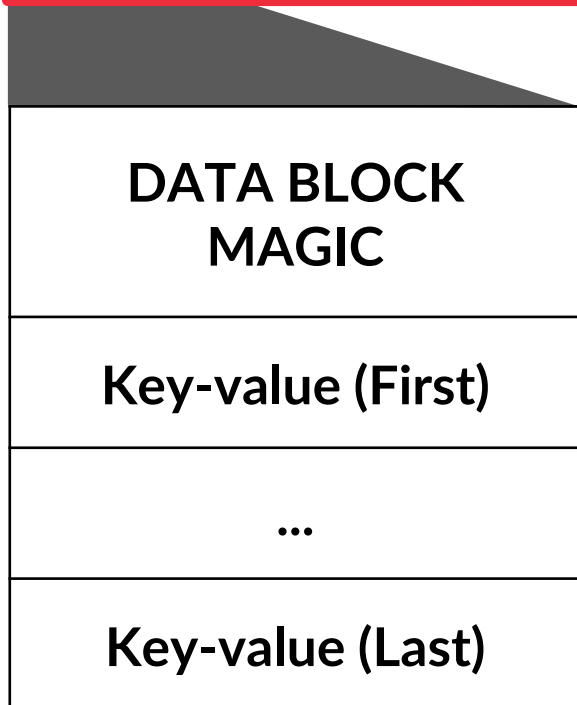 DATA BLOCK
MAGIC
Key-value (First)
...
Key-value (Last)